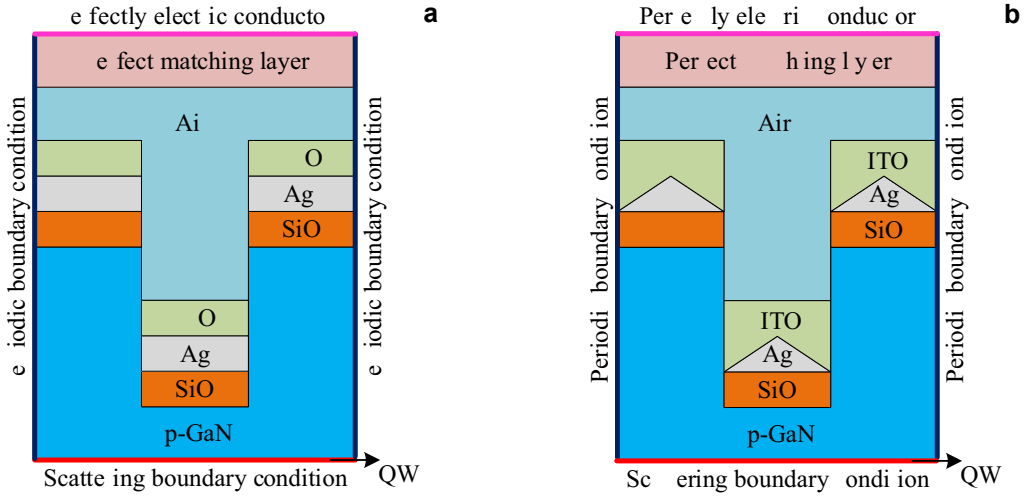 a
e fectly elect ic conducto
e fect matching layer
Ai
O
Ag
SiO
O
Ag
SiO
p-GaN
e iodic boundary condition
e iodic boundary condition
Scatte ing boundary condition
QW
b
Per e ly ele ri onduc or
Per ect h ing l y er
Air
ITO
Ag
SiO
ITO
Ag
SiO
p-GaN
Periodi boundary ondi ion
Periodi boundary ondi ion
Sc ering boundary ondi ion
QW